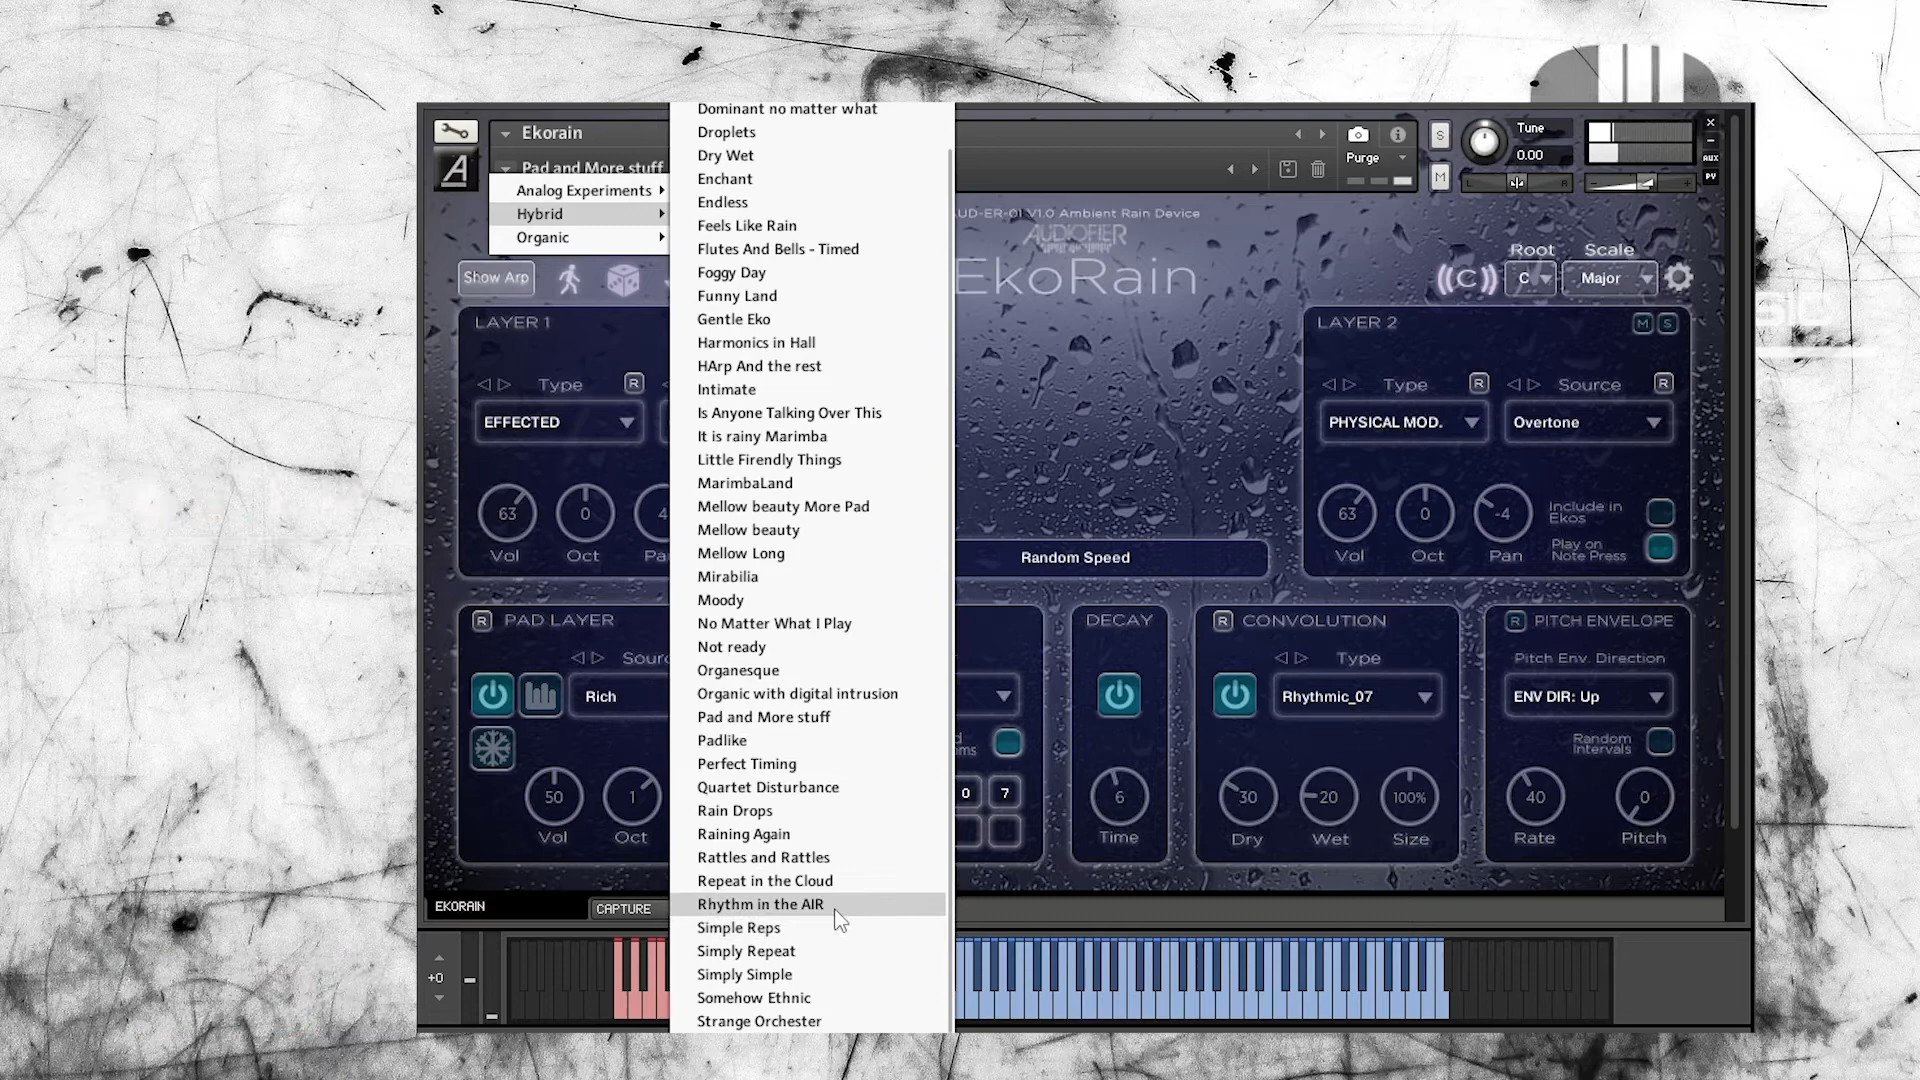 Ekorain
Pad and More stuff
Analog Experiments
Hybrid
Organic
Dominant no matter what
Droplets
Dry Wet
Enchant
Endless
Feels Like Rain
Flutes And Bells - Timed
Foggy Day
Funny Land
Gentle Eko
Harmonics in Hall
HArp And the rest
Intimate
Is Anyone Talking Over This
It is rainy Marimba
Little Firendly Things
MarimbaLand
Mellow beauty More Pad
Mellow beauty
Mellow Long
Mirabilia
Moody
No Matter What I Play
Not ready
Organesque
Organic with digital intrusion
Pad and More stuff
Padlike
Perfect Timing
Quartet Disturbance
Rain Drops
Raining Again
Rattles and Rattles
Repeat in the Cloud
Rhythm in the AIR
Simple Reps
Simply Repeat
Simply Simple
Somehow Ethnic
Strange Orchester
Purge
S
M
Tune
0.00
L R
- +
AUX
PV
AUD-ER-01 V1.0 Ambient Rain Device
AUDIOFIER
EkoRain
Show Arp
((C))
Root
C
Scale
Major
LAYER 1
Type
R
EFFECTED
63
0
4
Vol
Oct
Pa
Random Speed
LAYER 2
M S
Type
R
Source
R
PHYSICAL MOD.
Overtone
63
0
-4
Vol
Oct
Pan
Include in
Ekos
Play on
Note Press
R PAD LAYER
Sourc
Rich
50
1
Vol
Oct
0
7
DECAY
6
Time
R CONVOLUTION
Type
Rhythmic_07
30
-20
100%
Dry
Wet
Size
R PITCH ENVELOPE
Pitch Env. Direction
ENV DIR: Up
Random
Intervals
40
0
Rate
Pitch
EKORAIN
CAPTURE
+0